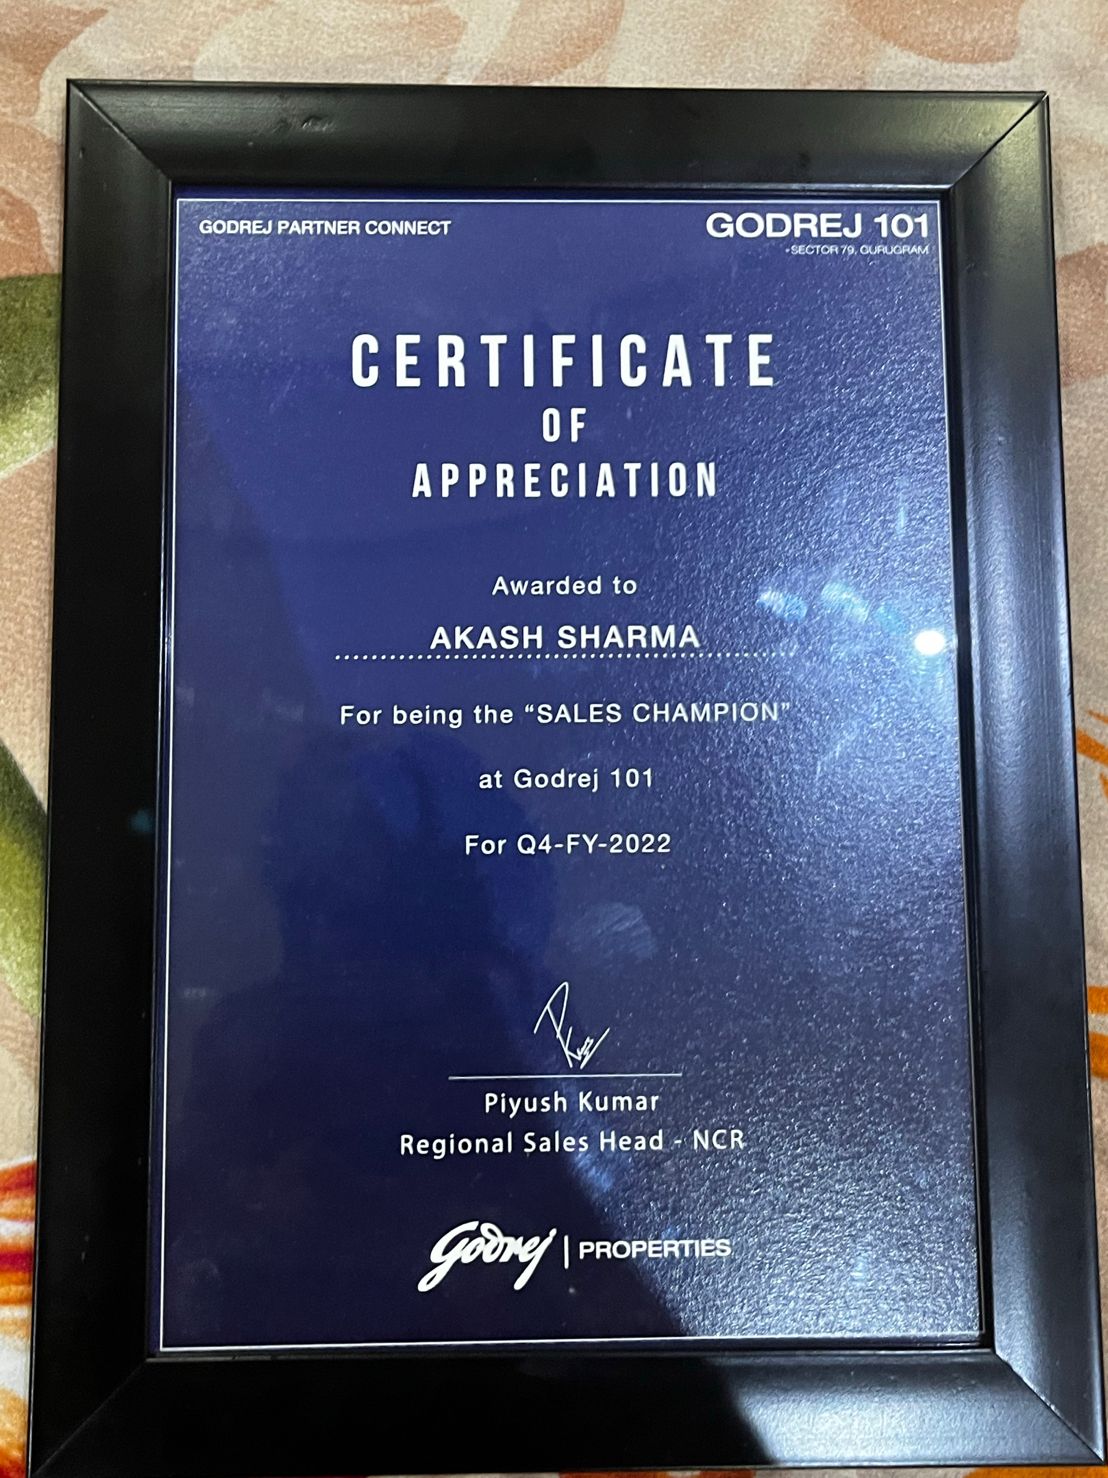 GODREJ PARTNER CONNECT
GODREJ 101
SECTOR 79, GURUGRAM
CERTIFICATE
OF
APPRECIATION
Awarded to
AKASH SHARMA
For being the “SALES CHAMPION”
at Godrej 101
For Q4-FY-2022
Piyush Kumar
Regional Sales Head - NCR
Godrej | PROPERTIES